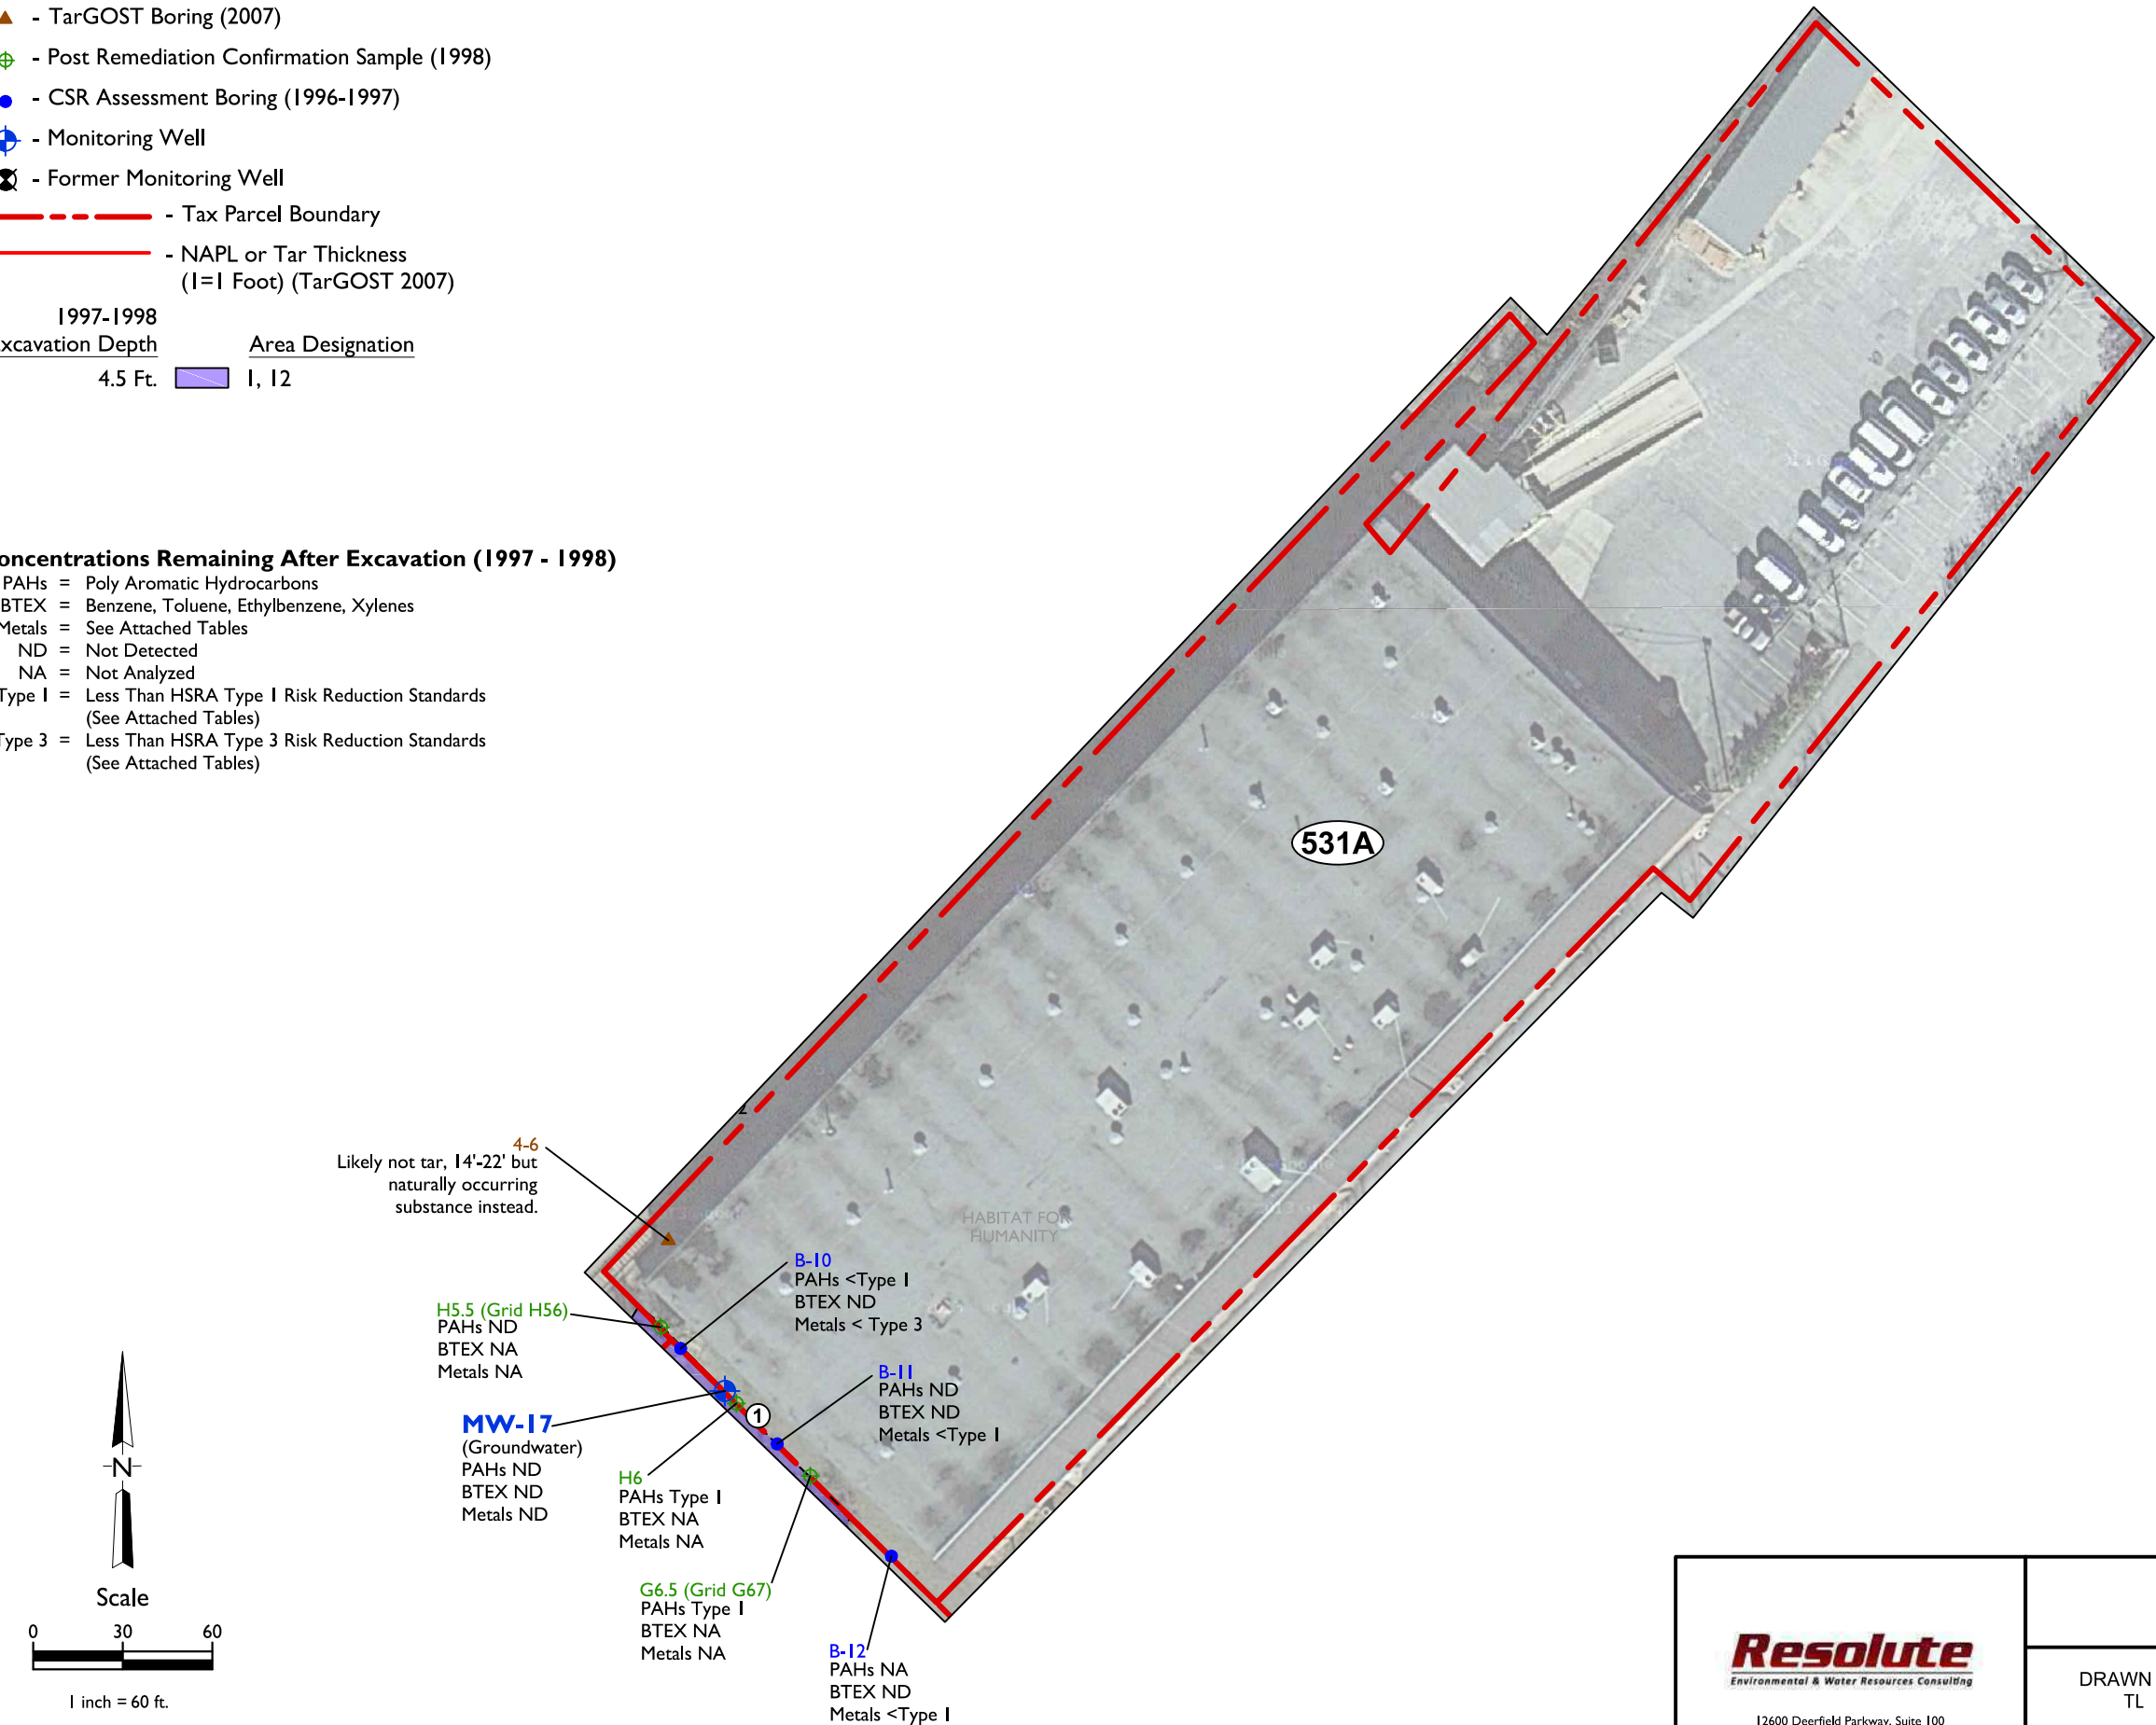 - TarGOST Boring (2007)
- Post Remediation Confirmation Sample (1998)
- CSR Assessment Boring (1996-1997)
- Monitoring Well
- Former Monitoring Well
- Tax Parcel Boundary
- NAPL or Tar Thickness
(1=1 Foot) (TarGOST 2007)
1997-1998
xcavation Depth Area Designation
4.5 Ft. 1, 12
oncentrations Remaining After Excavation (1997 - 1998)
PAHs = Poly Aromatic Hydrocarbons
BTEX = Benzene, Toluene, Ethylbenzene, Xylenes
Metals = See Attached Tables
ND = Not Detected
NA = Not Analyzed
Type 1 = Less Than HSRA Type 1 Risk Reduction Standards
(See Attached Tables)
Type 3 = Less Than HSRA Type 3 Risk Reduction Standards
(See Attached Tables)
531A
4-6
Likely not tar, 14'-22' but
naturally occurring
substance instead.
HABITAT FOR
HUMANITY
B-10
PAHs <Type 1
BTEX ND
Metals < Type 3
H5.5 (Grid H56)
PAHs ND
BTEX NA
Metals NA
B-11
PAHs ND
BTEX ND
Metals <Type 1
1
MW-17
(Groundwater)
PAHs ND
BTEX ND
Metals ND
H6
PAHs Type 1
BTEX NA
Metals NA
G6.5 (Grid G67)
PAHs Type 1
BTEX NA
Metals NA
B-12
PAHs NA
BTEX ND
Metals <Type 1
N
Scale
0 30 60
1 inch = 60 ft.
Resolute
Environmental & Water Resources Consulting
12600 Deerfield Parkway, Suite 100
DRAWN
TL